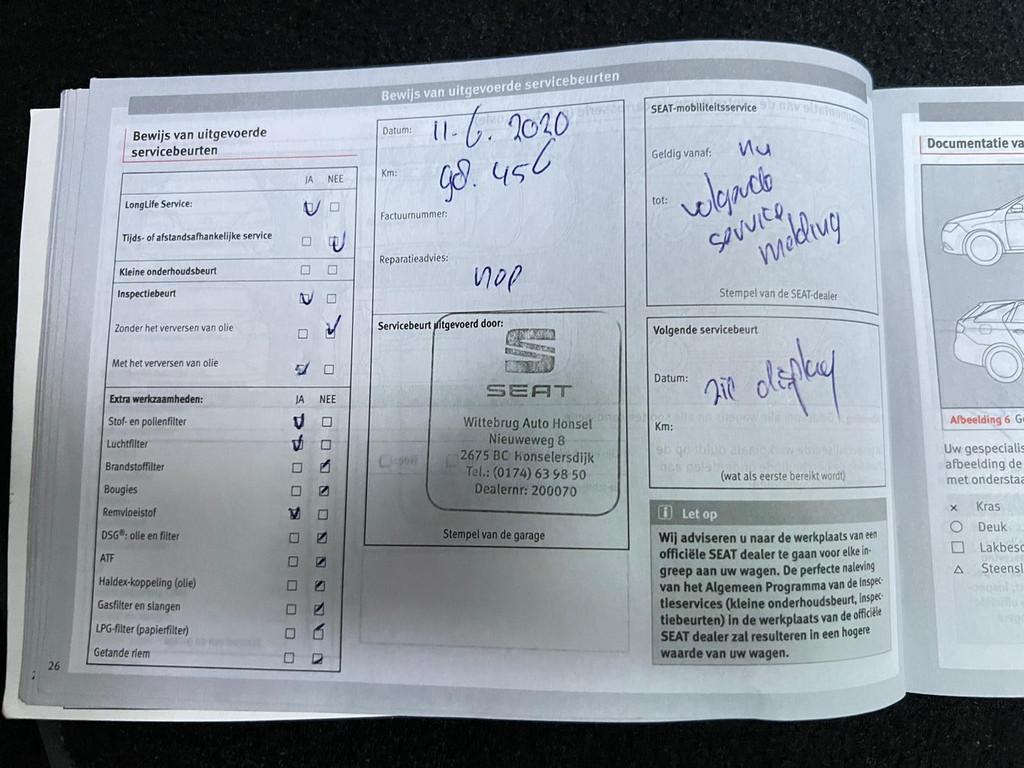 Bewijs van uitgevoerde servicebeurten
Bewijs van uitgevoerde
servicebeurten
JA NEE
LongLife Service:
Tijds- of afstandsafhankelijke service
Kleine onderhoudsbeurt
Inspectiebeurt
Zonder het verversen van olie
Met het verversen van olie
Extra werkzaamheden: JA NEE
Stof- en pollenfilter
Luchtfilter
Brandstoffilter
Bougies
Remvloeistof
DSG®: olie en filter
ATF
Haldex-koppeling (olie)
Gasfilter en slangen
LPG-filter (papierfilter)
Getande riem
26
Datum: 11-6. 2020
Km: 98.456
Factuurnummer:
Reparatieadvies:
nop
Servicebeurt uitgevoerd door:
SEAT
Wittebrug Auto Honsel
Nieuweweg 8
2675 BC Honselersdijk
Tel.: (0174) 63 98 50
Dealernr: 200070
Stempel van de garage
SEAT-mobiliteitsservice
Geldig vanaf: nu
tot: volgende
service
melding
Stempel van de SEAT-dealer
Volgende servicebeurt
Datum: zie display
Km:
(wat als eerste bereikt wordt)
i Let op
Wij adviseren u naar de werkplaats van een
officiële SEAT dealer te gaan voor elke in-
greep aan uw wagen. De perfecte naleving
van het Algemeen Programma van de Inspec-
tieservices (kleine onderhoudsbeurt, inspec-
tiebeurten) in de werkplaats van de officiële
SEAT dealer zal resulteren in een hogere
waarde van uw wagen.
Documentatie va
Afbeelding 6 Ge
Uw gespecialis
afbeelding de
met onderstaa
× Kras
Deuk
Lakbesc
Steensl